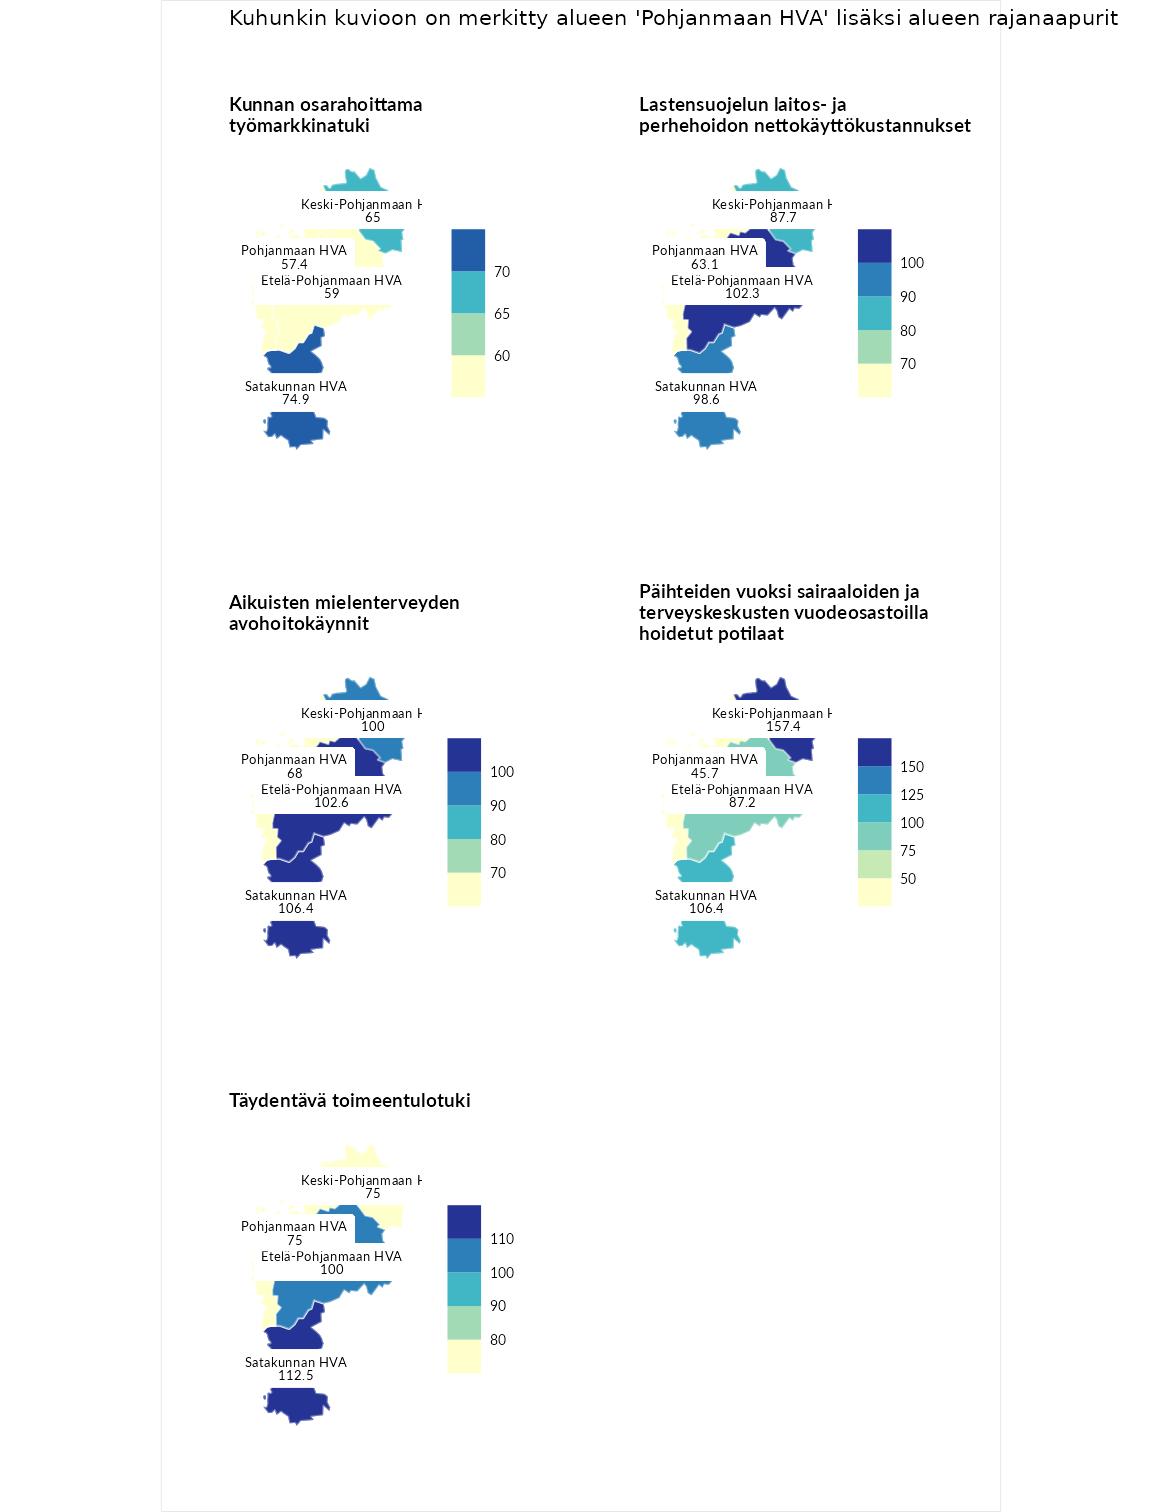 Kuhunkin kuvioon on merkitty alueen 'Pohjanmaan HVA' lisäksi alueen rajanaapurit
Kunnan osarahoittama
työmarkkinatuki
Keski-Pohjanmaan H
65
Pohjanmaan HVA
57.4
Etelä-Pohjanmaan HVA
59
Satakunnan HVA
74.9
70
65
60
Lastensuojelun laitos- ja
perhehoidon nettokäyttökustannukset
Keski-Pohjanmaan H
87.7
Pohjanmaan HVA
63.1
Etelä-Pohjanmaan HVA
102.3
Satakunnan HVA
98.6
100
90
80
70
Aikuisten mielenterveyden
avohoitokäynnit
Keski-Pohjanmaan H
100
Pohjanmaan HVA
68
Etelä-Pohjanmaan HVA
102.6
Satakunnan HVA
106.4
100
90
80
70
Päihteiden vuoksi sairaaloiden ja
terveyskeskusten vuodeosastoilla
hoidetut potilaat
Keski-Pohjanmaan H
157.4
Pohjanmaan HVA
45.7
Etelä-Pohjanmaan HVA
87.2
Satakunnan HVA
106.4
150
125
100
75
50
Täydentävä toimeentulotuki
Keski-Pohjanmaan H
75
Pohjanmaan HVA
75
Etelä-Pohjanmaan HVA
100
Satakunnan HVA
112.5
110
100
90
80